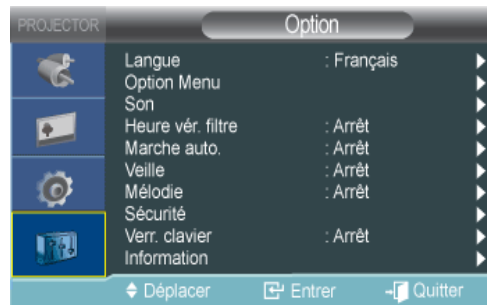 PROJECTOR Option
Langue : Français
Option Menu
Son
Heure vér. filtre : Arrêt
Marche auto. : Arrêt
Veille : Arrêt
Mélodie : Arrêt
Sécurité
Verr. clavier : Arrêt
Information
Déplacer Entrer Quitter